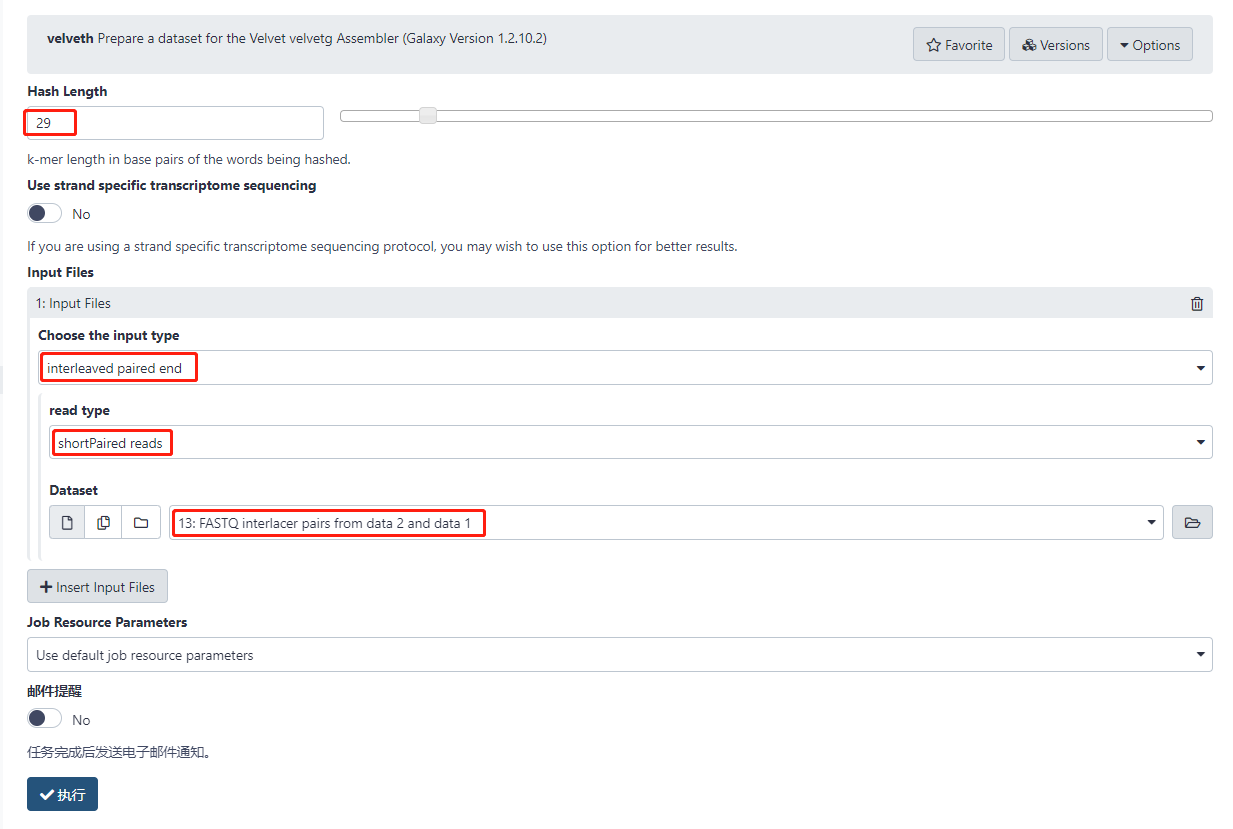 velveth Prepare a dataset for the Velvet velvetg Assembler (Galaxy Version 1.2.10.2)
Favorite
Versions
Options
Hash Length
29
k-mer length in base pairs of the words being hashed.
Use strand specific transcriptome sequencing
No
If you are using a strand specific transcriptome sequencing protocol, you may wish to use this option for better results.
Input Files
1: Input Files
Choose the input type
interleaved paired end
read type
shortPaired reads
Dataset
13: FASTQ interlacer pairs from data 2 and data 1
Insert Input Files
Job Resource Parameters
Use default job resource parameters
邮件提醒
No
任务完成后发送电子邮件通知。
执行